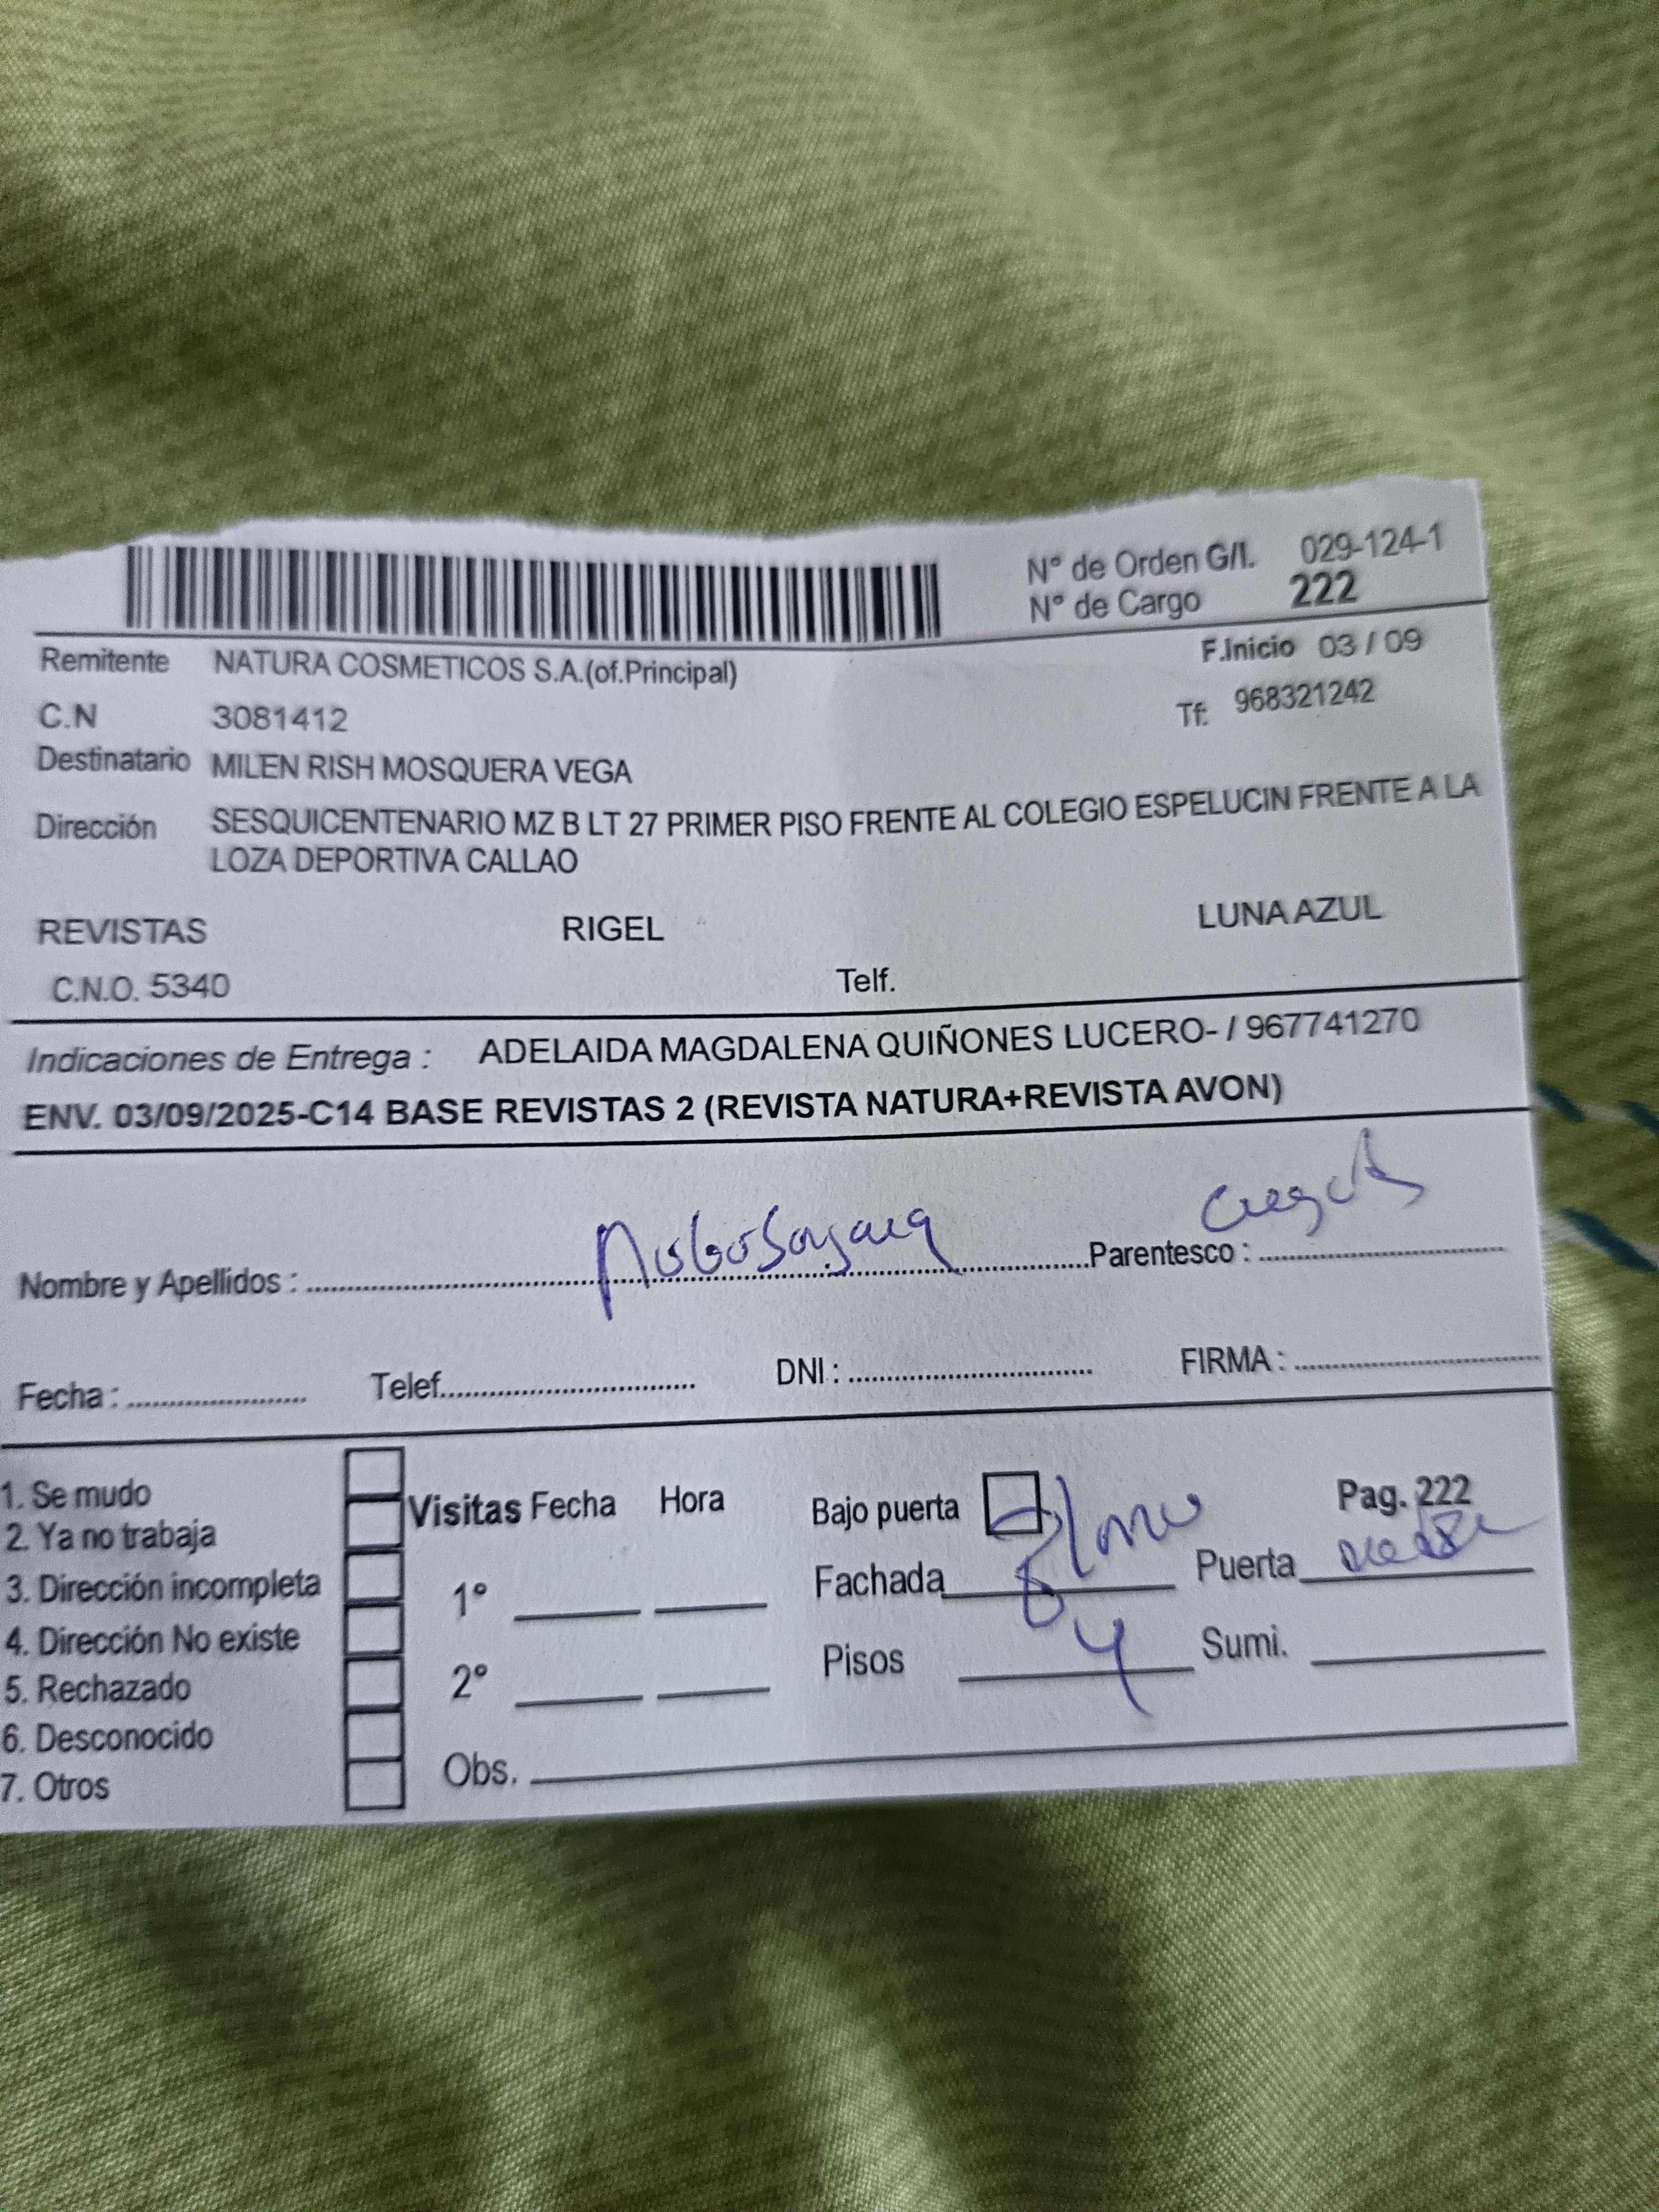 N° de Orden G/I. 029-124-1
N° de Cargo 222
Remitente NATURA COSMETICOS S.A.(of.Principal) F.Inicio 03 / 09
C.N 3081412 Tf: 968321242
Destinatario MILEN RISH MOSQUERA VEGA
Dirección SESQUICENTENARIO MZ B LT 27 PRIMER PISO FRENTE AL COLEGIO ESPELUCIN FRENTE A LA
LOZA DEPORTIVA CALLAO
REVISTAS RIGEL LUNA AZUL
C.N.O. 5340 Telf.
Indicaciones de Entrega : ADELAIDA MAGDALENA QUIÑONES LUCERO- / 967741270
ENV. 03/09/2025-C14 BASE REVISTAS 2 (REVISTA NATURA+REVISTA AVON)
Nombre y Apellidos : Parentesco :
Fecha : Telef. DNI : FIRMA :
1. Se mudo
2. Ya no trabaja
3. Dirección incompleta
4. Dirección No existe
5. Rechazado
6. Desconocido
7. Otros
Visitas Fecha Hora
1°
2°
Obs.
Bajo puerta Pag. 222
Fachada Puerta
Pisos 4 Sumi.